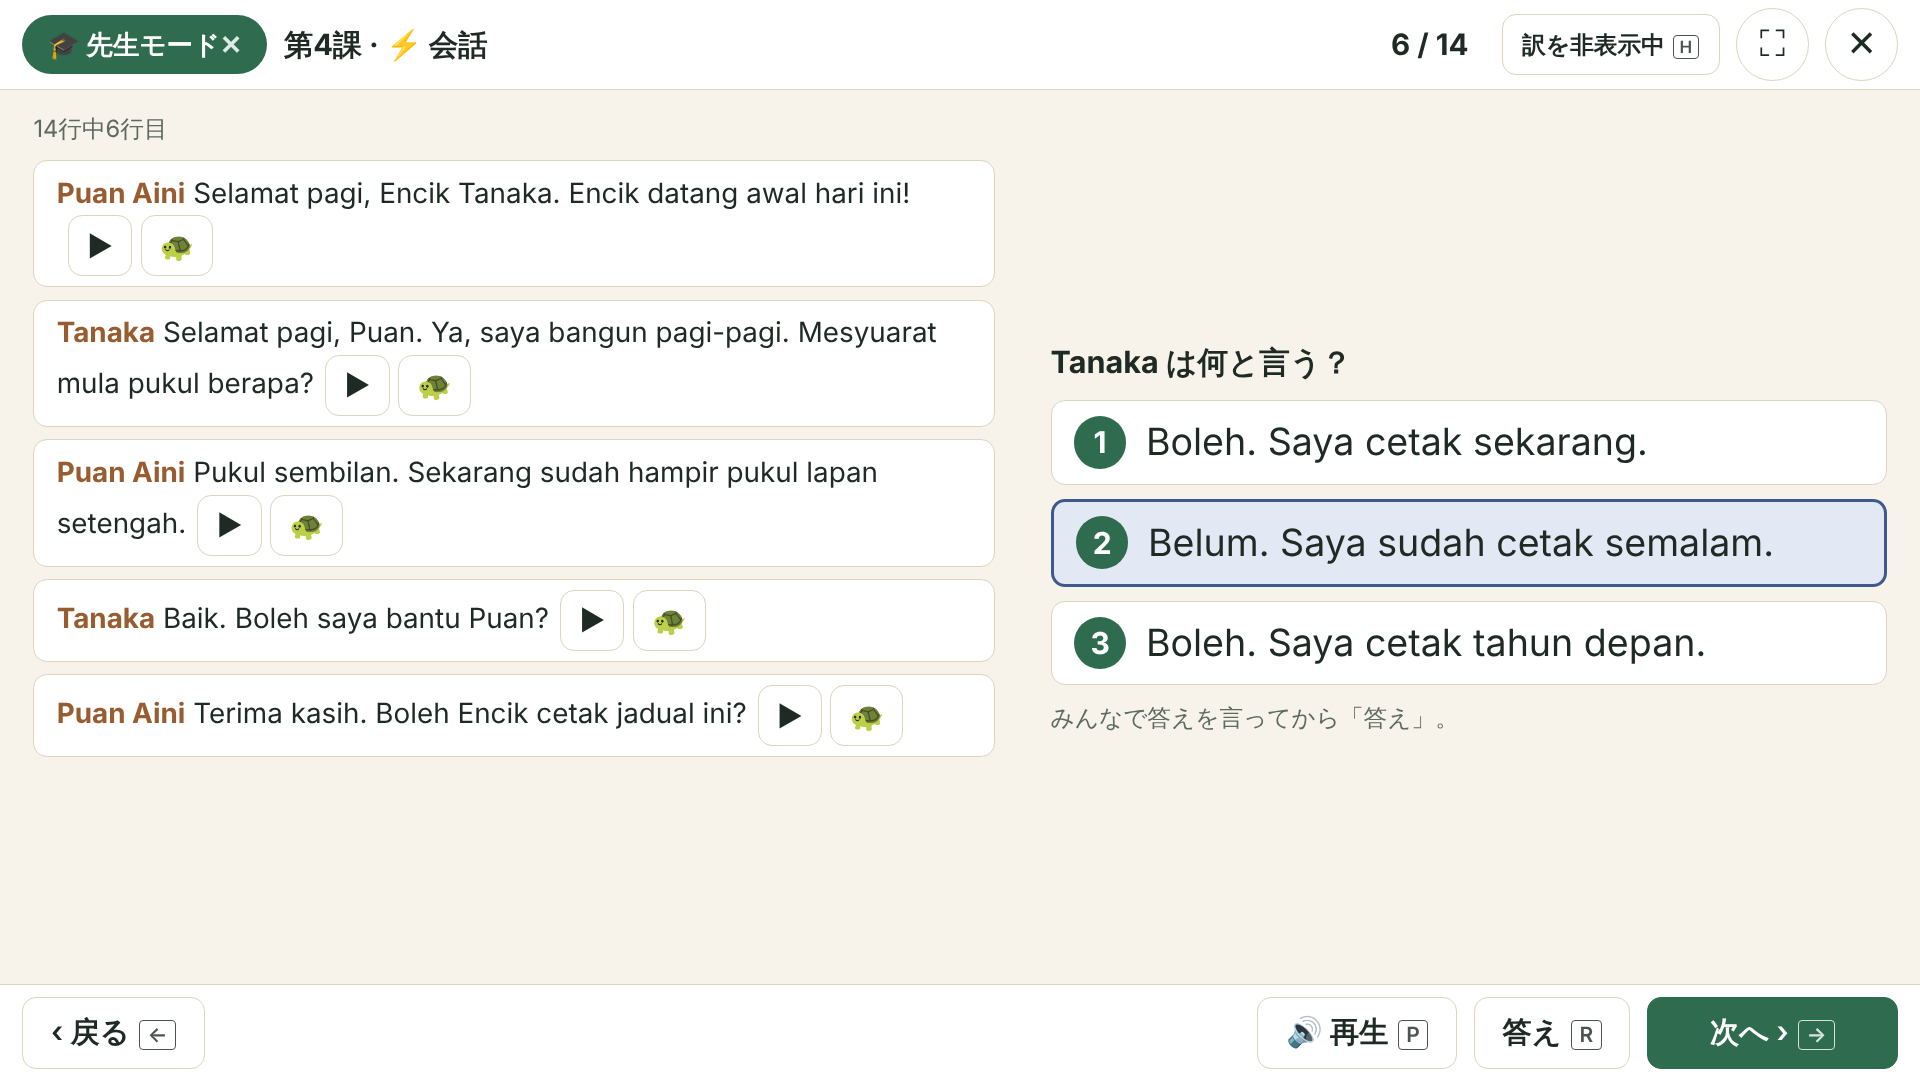 🎓 先生モード✕ 第4課 · ⚡ 会話
6 / 14 訳を非表示中 H
14行中6行目
Puan Aini Selamat pagi, Encik Tanaka. Encik datang awal hari ini!
Tanaka Selamat pagi, Puan. Ya, saya bangun pagi-pagi. Mesyuarat
mula pukul berapa?
Puan Aini Pukul sembilan. Sekarang sudah hampir pukul lapan
setengah.
Tanaka Baik. Boleh saya bantu Puan?
Puan Aini Terima kasih. Boleh Encik cetak jadual ini?
Tanaka は何と言う？
1 Boleh. Saya cetak sekarang.
2 Belum. Saya sudah cetak semalam.
3 Boleh. Saya cetak tahun depan.
みんなで答えを言ってから「答え」。
‹ 戻る ←
🔊 再生 P
答え R
次へ › →